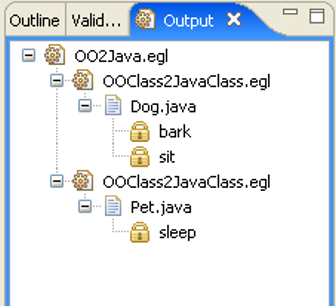 Outline Valid... Output
OO2Java.egl
OOClass2JavaClass.egl
Dog.java
bark
sit
OOClass2JavaClass.egl
Pet.java
sleep